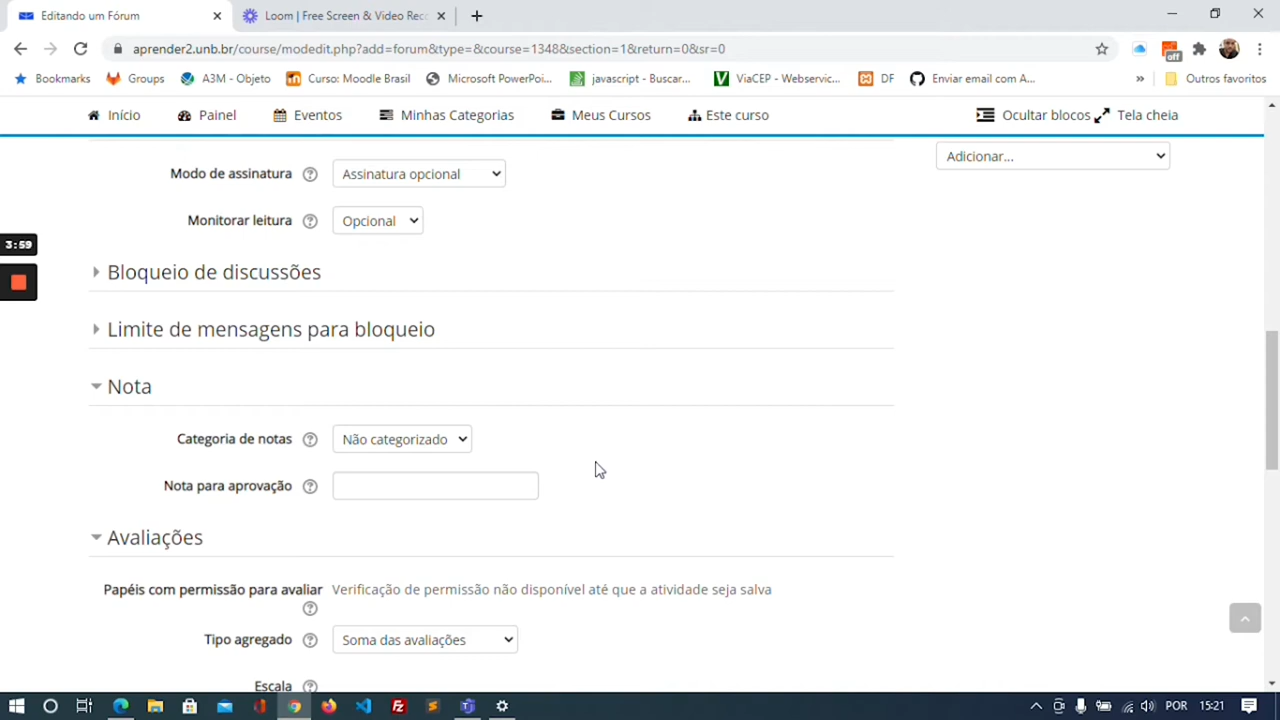 Editando um Fórum
Loom | Free Screen & Video Rec
aprender2.unb.br/course/modedit.php?add=forum&type=&course=1348&section=1&return=0&sr=0
off
Bookmarks Groups A3M - Objeto Curso: Moodle Brasil Microsoft PowerPoi... javascript - Buscar... ViaCEP - Webservic... DF Enviar email com A... » Outros favoritos
Início Painel Eventos Minhas Categorias Meus Cursos Este curso Ocultar blocos Tela cheia
Adicionar...
Modo de assinatura Assinatura opcional
Monitorar leitura Opcional
3:59
Bloqueio de discussões
Limite de mensagens para bloqueio
Nota
Categoria de notas Não categorizado
Nota para aprovação
Avaliações
Papéis com permissão para avaliar Verificação de permissão não disponível até que a atividade seja salva
Tipo agregado Soma das avaliações
Escala
POR 15:21